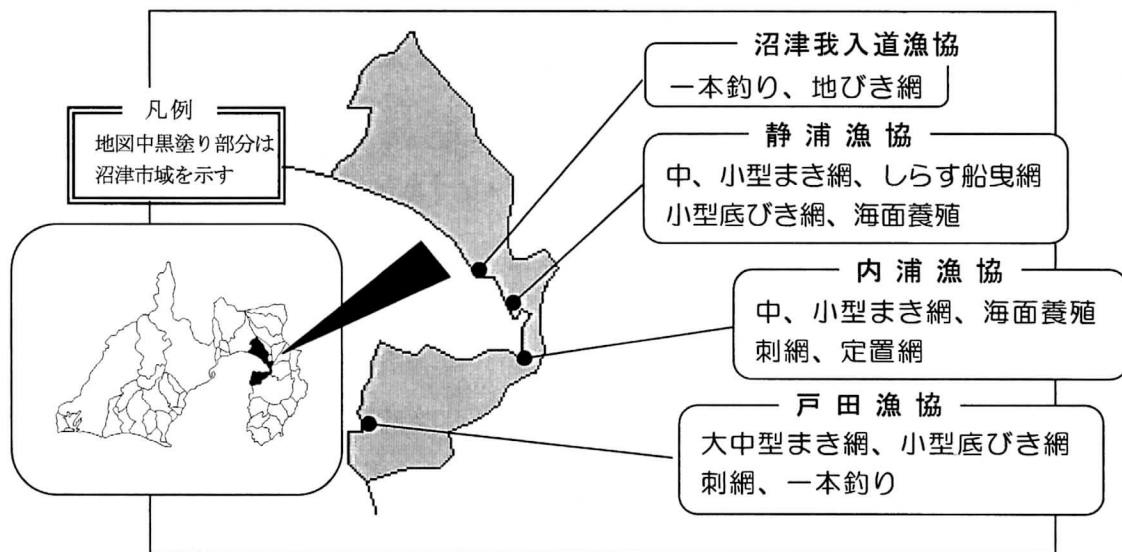 凡例
地図中黒塗り部分は
沼津市域を示す
沼津我入道漁協
一本釣り、地びき網
静浦漁協
中、小型まき網、しらす船曳網
小型底びき網、海面養殖
内浦漁協
中、小型まき網、海面養殖
刺網、定置網
戸田漁協
大中型まき網、小型底びき網
刺網、一本釣り